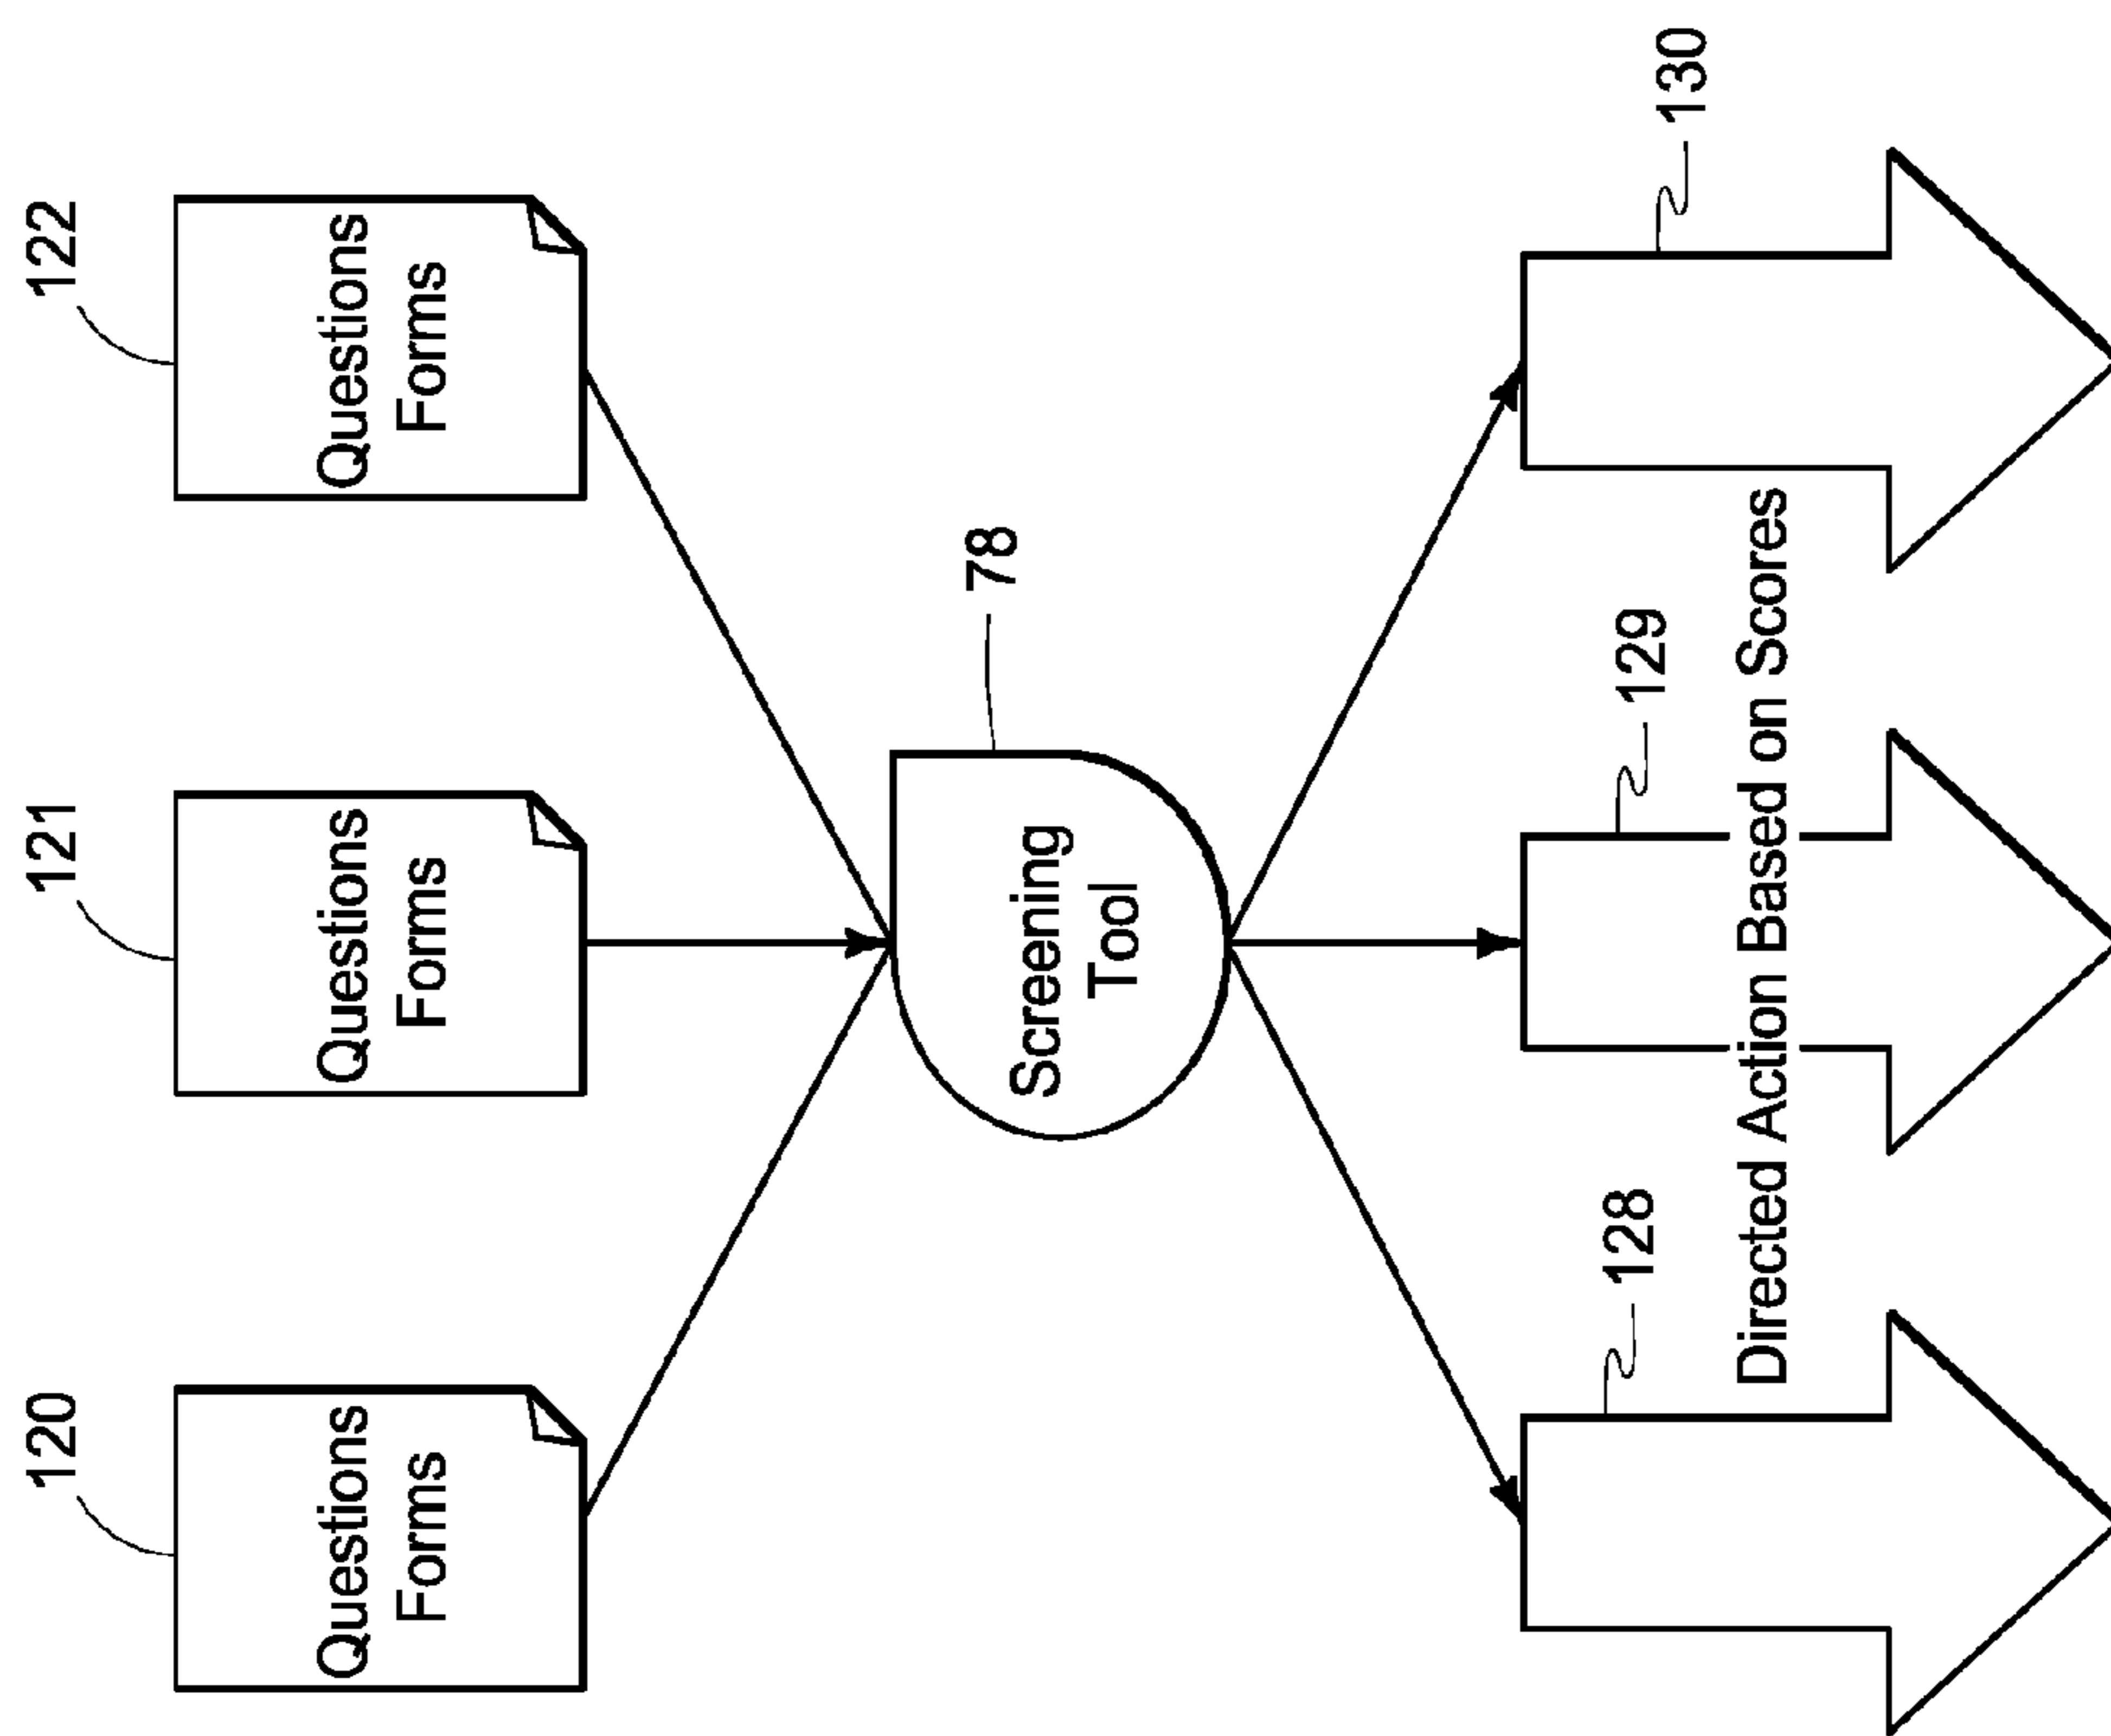 120
Questions
Forms
121
Questions
Forms
122
Questions
Forms
78
Screening
Tool
128
129
130
Directed Action Based on Scores